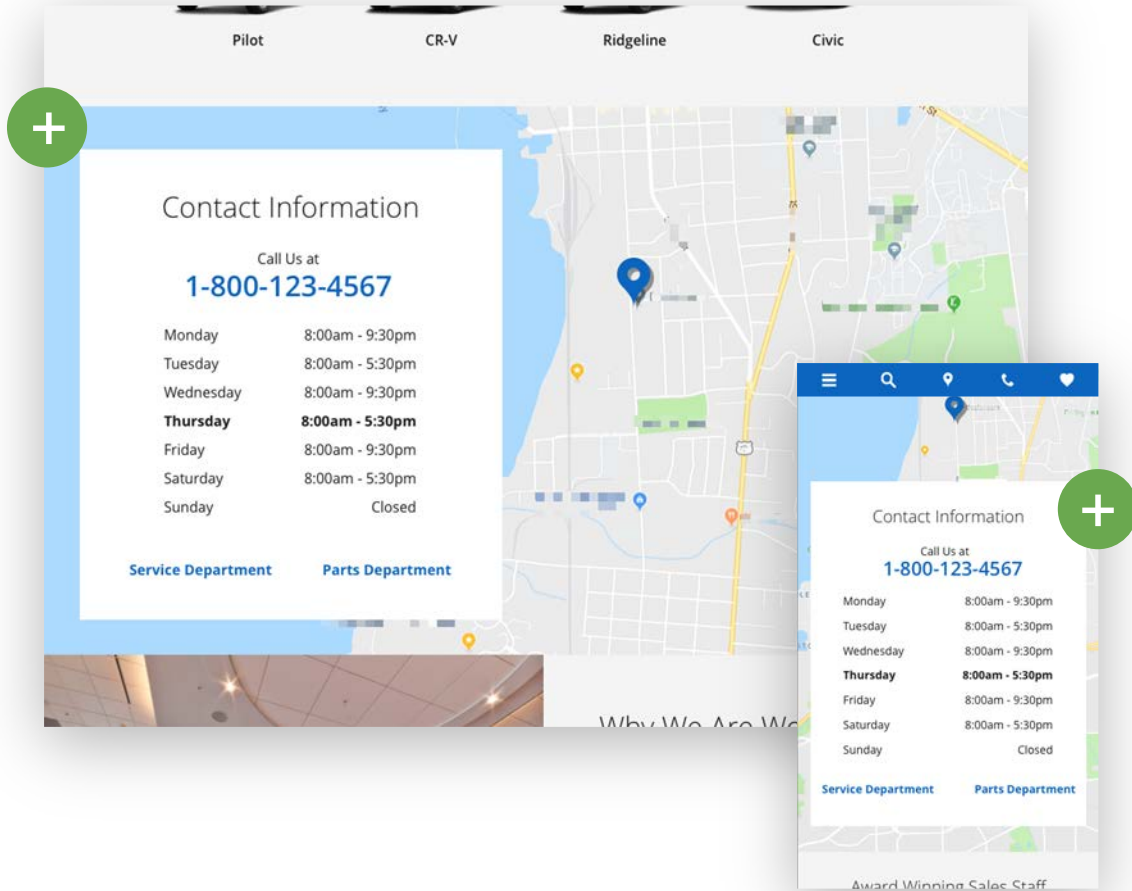 Pilot CR-V Ridgeline Civic
Contact Information
Call Us at
1-800-123-4567
Monday 8:00am - 9:30pm
Tuesday 8:00am - 5:30pm
Wednesday 8:00am - 9:30pm
Thursday 8:00am - 5:30pm
Friday 8:00am - 9:30pm
Saturday 8:00am - 5:30pm
Sunday Closed
Service Department Parts Department
Why We Are
Contact Information
Call Us at
1-800-123-4567
Monday 8:00am - 9:30pm
Tuesday 8:00am - 5:30pm
Wednesday 8:00am - 9:30pm
Thursday 8:00am - 5:30pm
Friday 8:00am - 9:30pm
Saturday 8:00am - 5:30pm
Sunday Closed
Service Department Parts Department
Award Winning Sales Staff